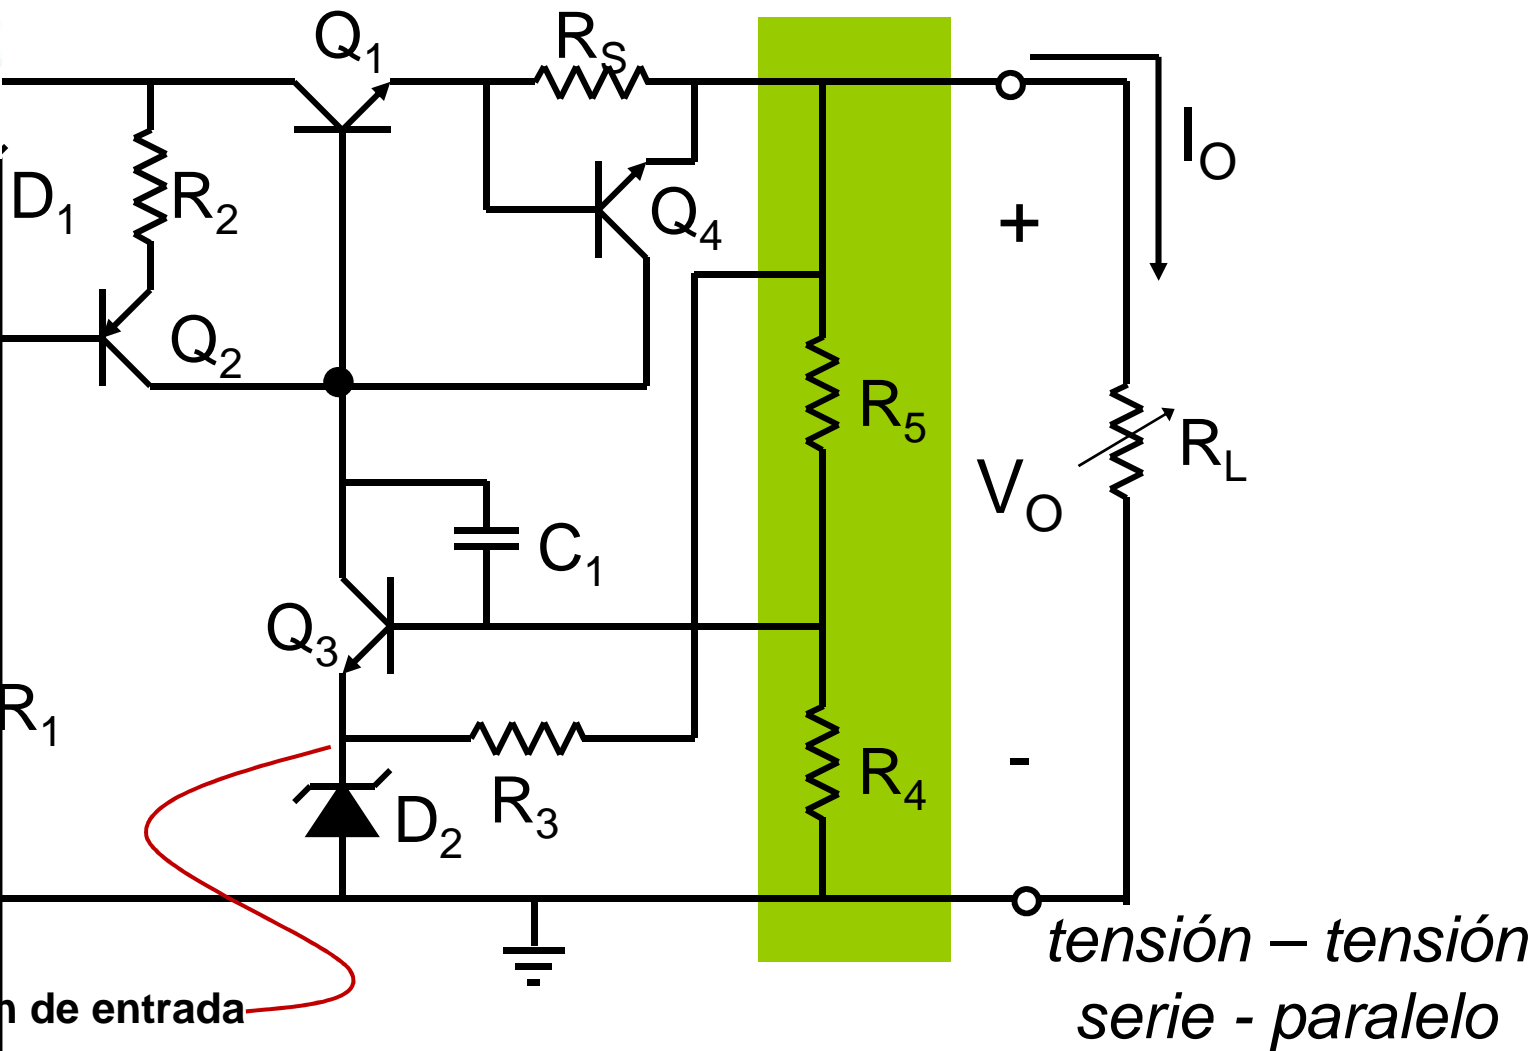 Q1
RS
IO
D1
R2
+
Q4
Q2
R5
RL
VO
C1
Q3
R1
-
R4
R3
D2
tensión – tensión
de entrada
serie - paralelo